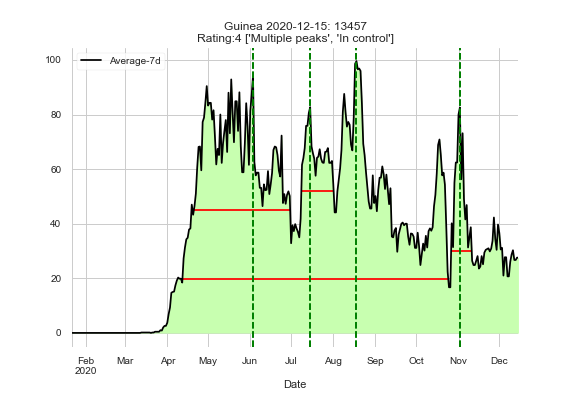 Guinea 2020-12-15: 13457
Rating:4 ['Multiple peaks', 'In control']
Average-7d
100
80
60
40
20
0
Feb Mar Apr May Jun Jul Aug Sep Oct Nov Dec
2020
Date